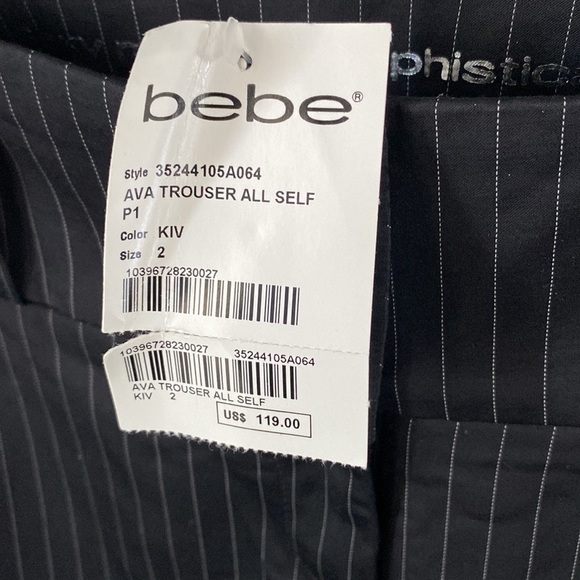 phistic
bebe®
Style 35244105A064
AVA TROUSER ALL SELF
P1
Color KIV
Size 2
10396728230027
10396728230027 35244105A064
AVA TROUSER ALL SELF
KIV 2
US$ 119.00